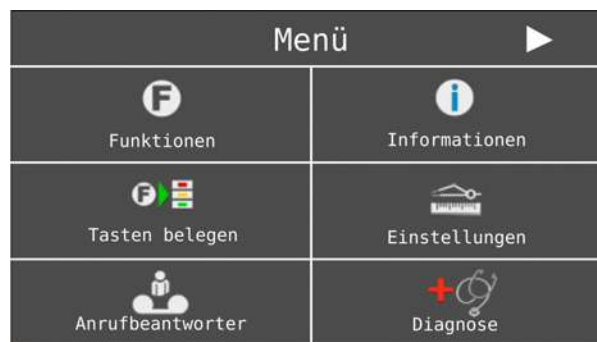 Menü
F
Funktionen
i
Informationen
F
Tasten belegen
Einstellungen
Anrufbeantworter
Diagnose